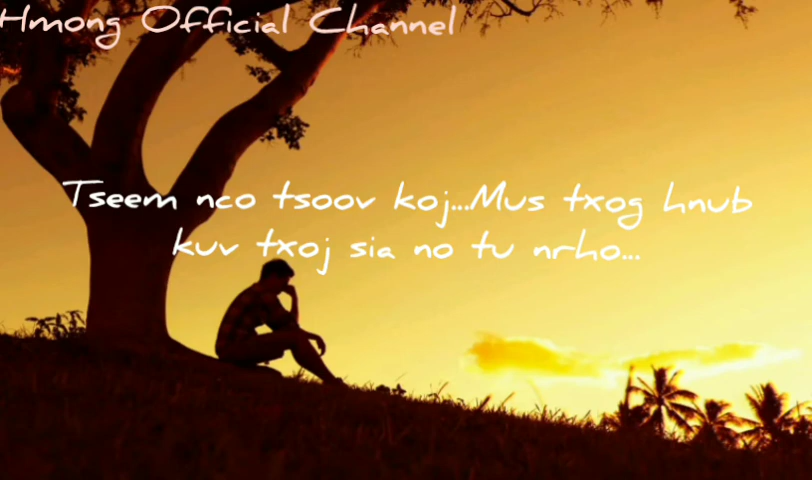 Hmong Official Channel
Tseem nco tsoov koj...Mus txog hnub
kuv txoj sia no tu nrho...